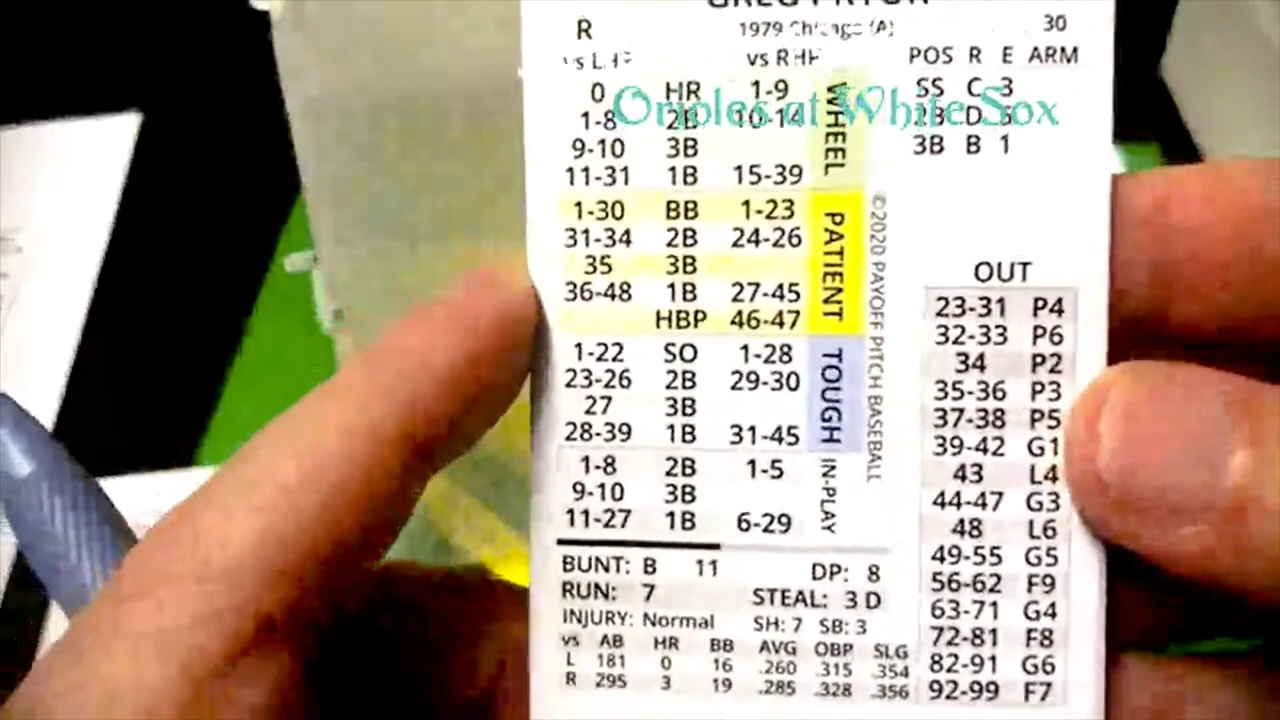 GREG PRYOR
R 1979 Chicago (A) 30
vs LHP vs RHP POS R E ARM
0 HR 1-9 WHEEL SS C 3
Orioles at White Sox
1-8 2B 10-14 2B D 5
9-10 3B 3B B 1
11-31 1B 15-39
1-30 BB 1-23 PATIENT
31-34 2B 24-26
35 3B
36-48 1B 27-45
HBP 46-47
1-22 SO 1-28 TOUGH
23-26 2B 29-30
27 3B
28-39 1B 31-45
1-8 2B 1-5 IN-PLAY
9-10 3B
11-27 1B 6-29
©2020 PAYOFF PITCH BASEBALL
OUT
23-31 P4
32-33 P6
34 P2
35-36 P3
37-38 P5
39-42 G1
43 L4
44-47 G3
48 L6
49-55 G5
56-62 F9
63-71 G4
72-81 F8
82-91 G6
92-99 F7
BUNT: B 11 DP: 8
RUN: 7 STEAL: 3 D
INJURY: Normal SH: 7 SB: 3
vs AB HR BB AVG OBP SLG
L 181 0 16 .260 .315 .354
R 295 3 19 .285 .328 .356